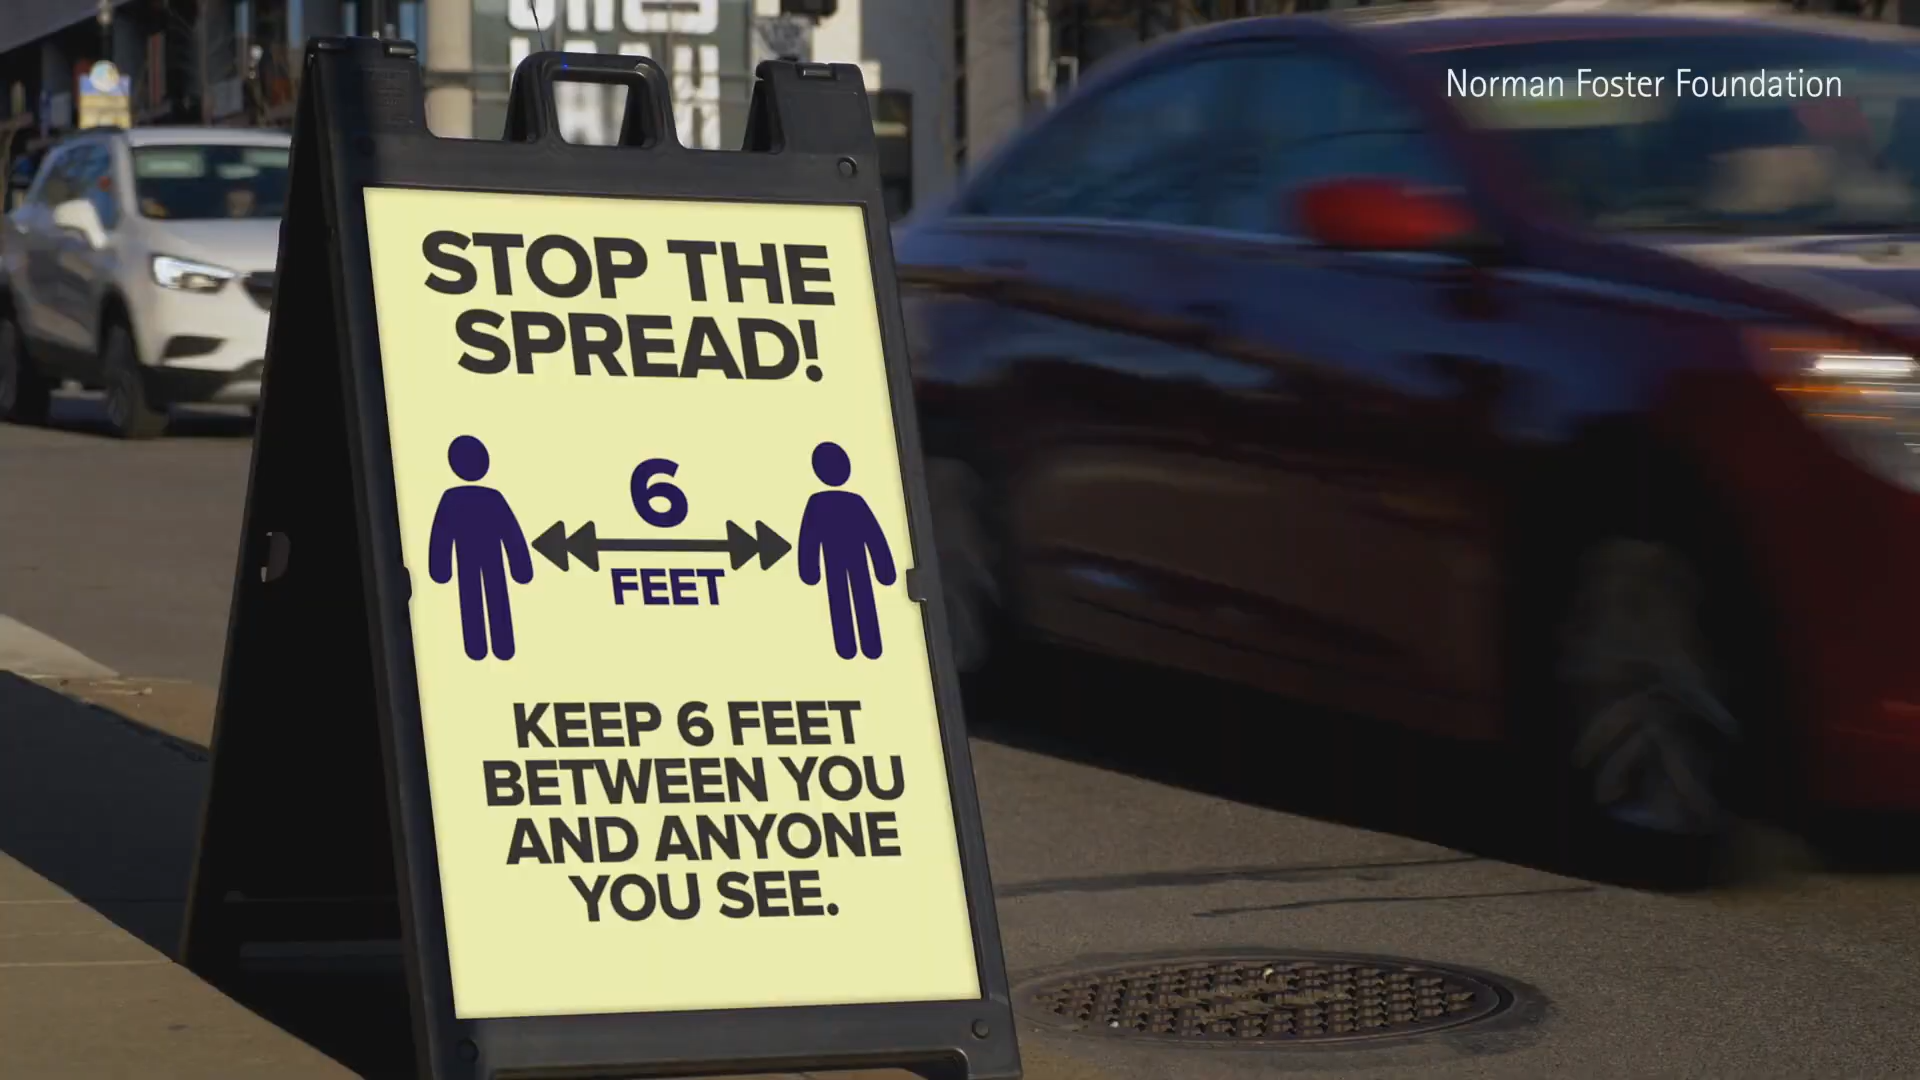 Norman Foster Foundation
STOP THE
SPREAD!
6
FEET
KEEP 6 FEET
BETWEEN YOU
AND ANYONE
YOU SEE.